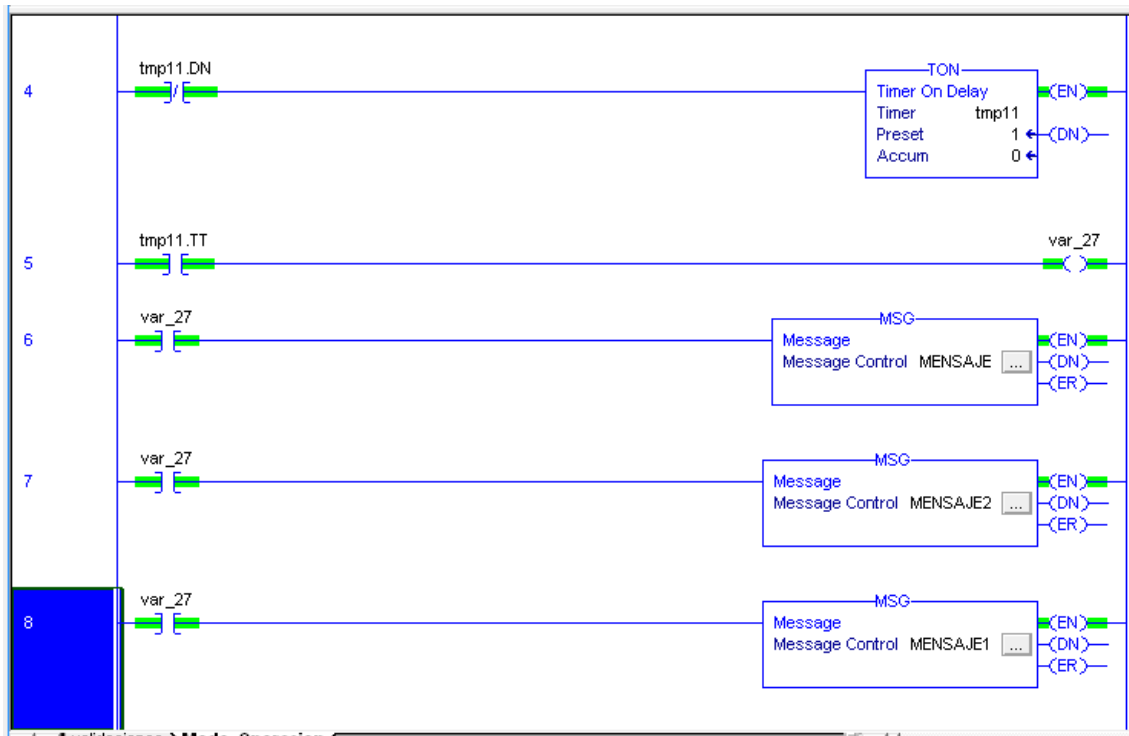 TON
tmp11.DN
4
Timer On Delay
(EN)
Timer tmp11
Preset 1
(DN)
Accum 0
tmp11.TT
var_27
5
var_27
MSG
6
Message
(EN)
Message Control MENSAJE ...
(DN)
(ER)
var_27
MSG
7
Message
(EN)
Message Control MENSAJE2 ...
(DN)
(ER)
var_27
MSG
8
Message
(EN)
Message Control MENSAJE1 ...
(DN)
(ER)